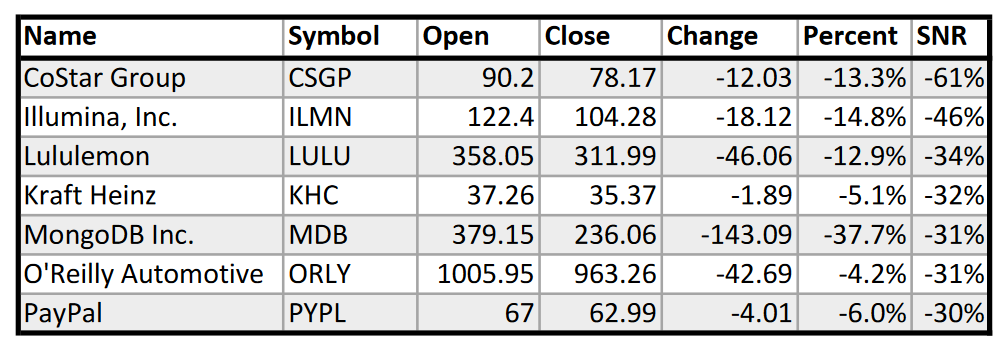 Name Symbol Open Close Change Percent SNR
CoStar Group CSGP 90.2 78.17 -12.03 -13.3% -61%
Illumina, Inc. ILMN 122.4 104.28 -18.12 -14.8% -46%
Lululemon LULU 358.05 311.99 -46.06 -12.9% -34%
Kraft Heinz KHC 37.26 35.37 -1.89 -5.1% -32%
MongoDB Inc. MDB 379.15 236.06 -143.09 -37.7% -31%
O'Reilly Automotive ORLY 1005.95 963.26 -42.69 -4.2% -31%
PayPal PYPL 67 62.99 -4.01 -6.0% -30%